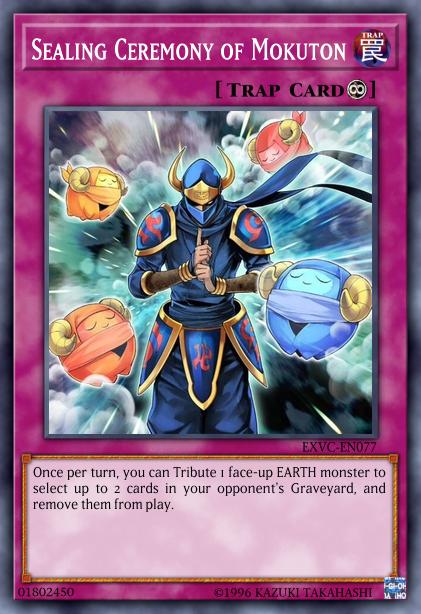 Sealing Ceremony of Mokuton
TRAP
罠
[Trap Card]
EXVC-EN077
Once per turn, you can Tribute 1 face-up EARTH monster to
select up to 2 cards in your opponent's Graveyard, and
remove them from play.
01802450
©1996 KAZUKI TAKAHASHI